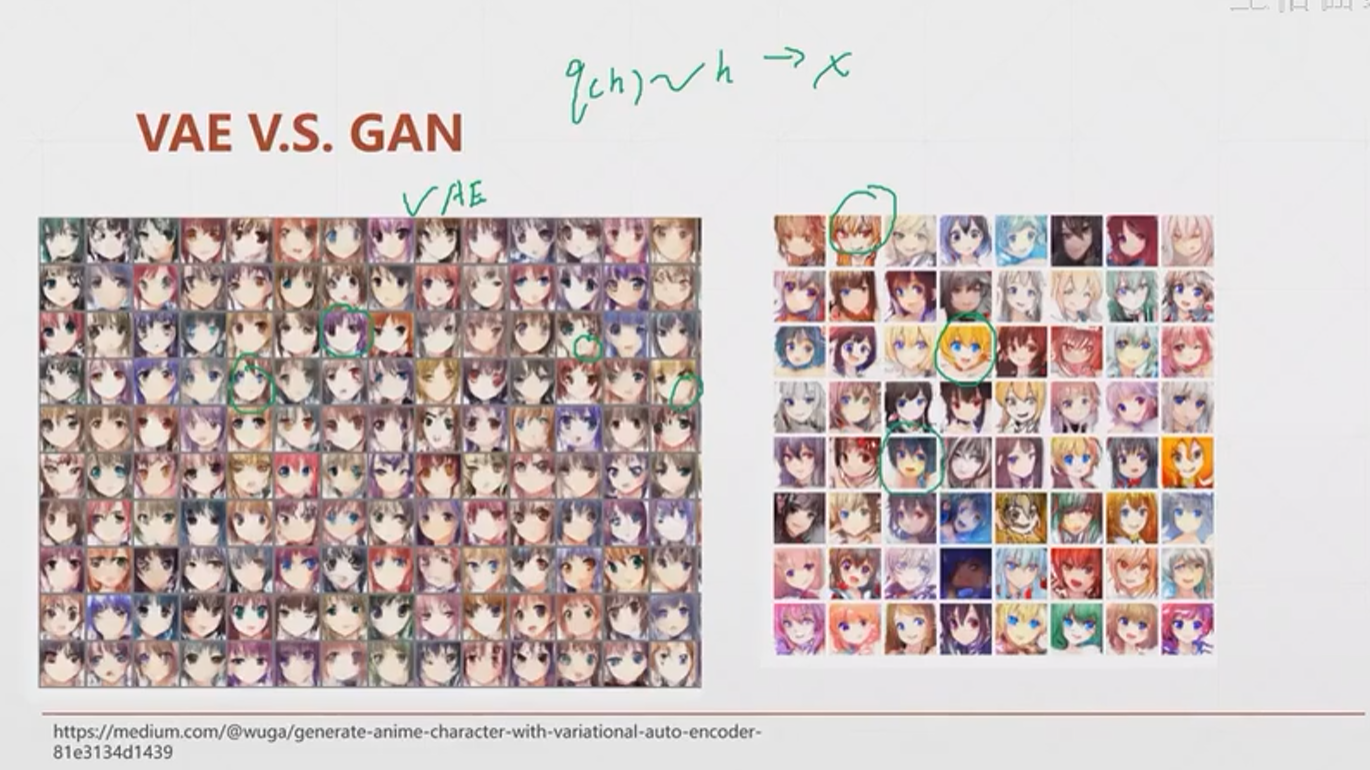 q(h) ~ h → x
VAE V.S. GAN
VAE
https://medium.com/@wuga/generate-anime-character-with-variational-auto-encoder-
81e3134d1439